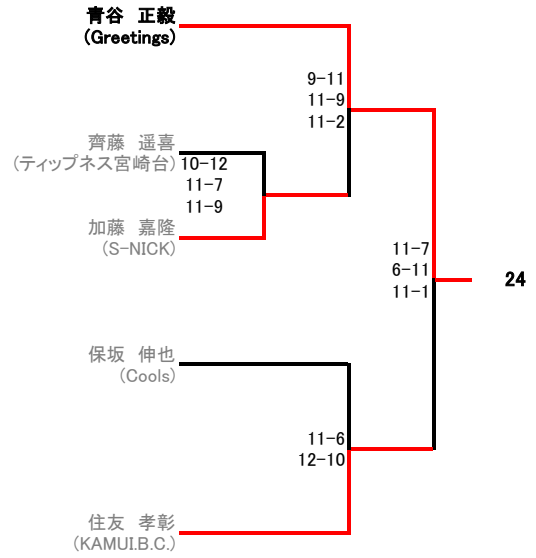 青谷　正毅
(Greetings)
9-11
11-9
11-2
齊藤　遥喜
(ティップネス宮崎台)
10-12
11-7
11-9
加藤　嘉隆
(S-NICK)
11-7
6-11
11-1
24
保坂　伸也
(Cools)
11-6
12-10
住友　孝彰
(KAMUI.B.C.)